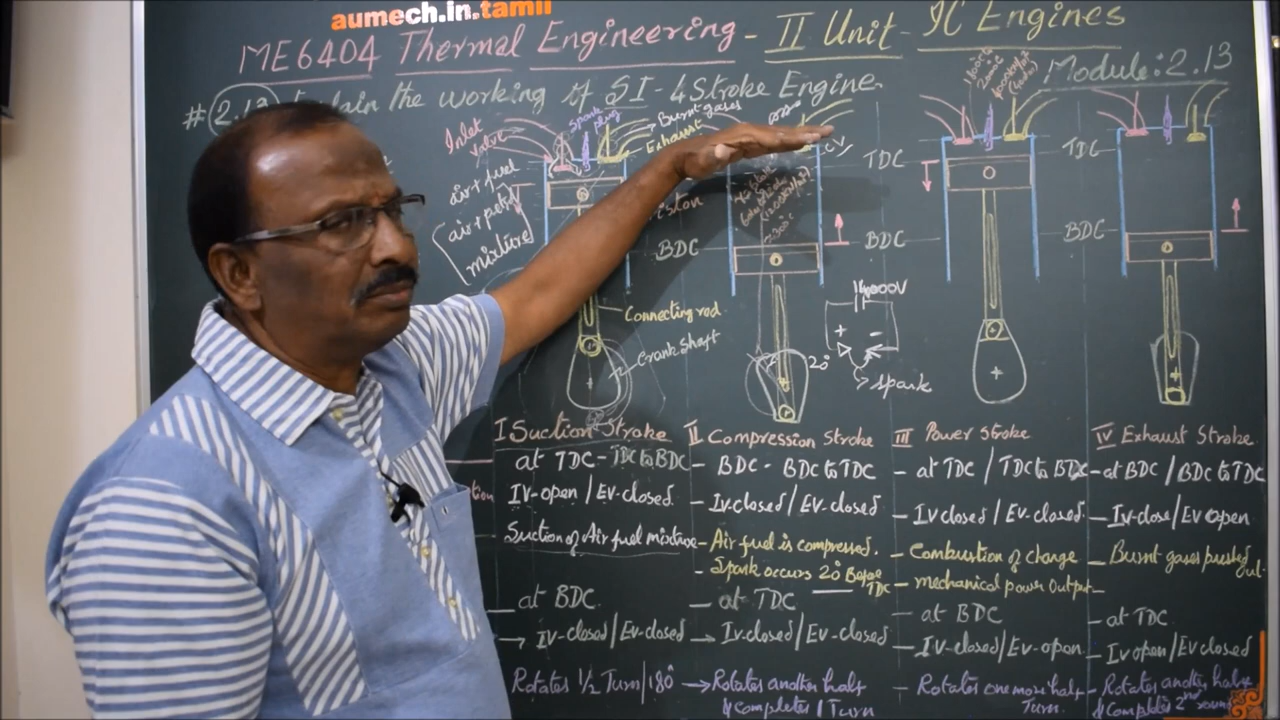 aumech.in.tamil
ME6404 Thermal Engineering - II Unit - IC Engines
Module: 2.13
# 2.13 the working of SI - 4 Stroke Engine.
Inlet
Valve
Spark
plug
Burnt gases
Exhaust
air + fuel
air + petrol
mixture
BDC
Connecting rod
Crank shaft
TDC
BDC
20°
14000V
+ -
Spark
TDC
BDC
I Suction Stroke
at TDC - TDC to BDC
IV-open / EV-closed
Suction of Air fuel mixture
at BDC.
IV-closed / EV-closed
Rotates 1/2 Turn / 180°
II Compression Stroke
- BDC - BDC to TDC
- IV closed / EV-closed
- Air fuel is compressed.
- Spark occurs 20° Before TDC
- at TDC
IV closed / EV-closed
Rotates another half
& completes 1 Turn
III Power Stroke
- at TDC / TDC to BDC
- IV closed / EV-closed.
- Combustion of change
- mechanical power Output
- at BDC
- IV-closed / EV-open
- Rotates one more half
Turn.
IV Exhaust Stroke
- at BDC / BDC to TDC
- IV-close / EV open
- Burnt gases pushed out.
- at TDC
IV open / EV closed
- Rotates another half
& Completes 2nd round